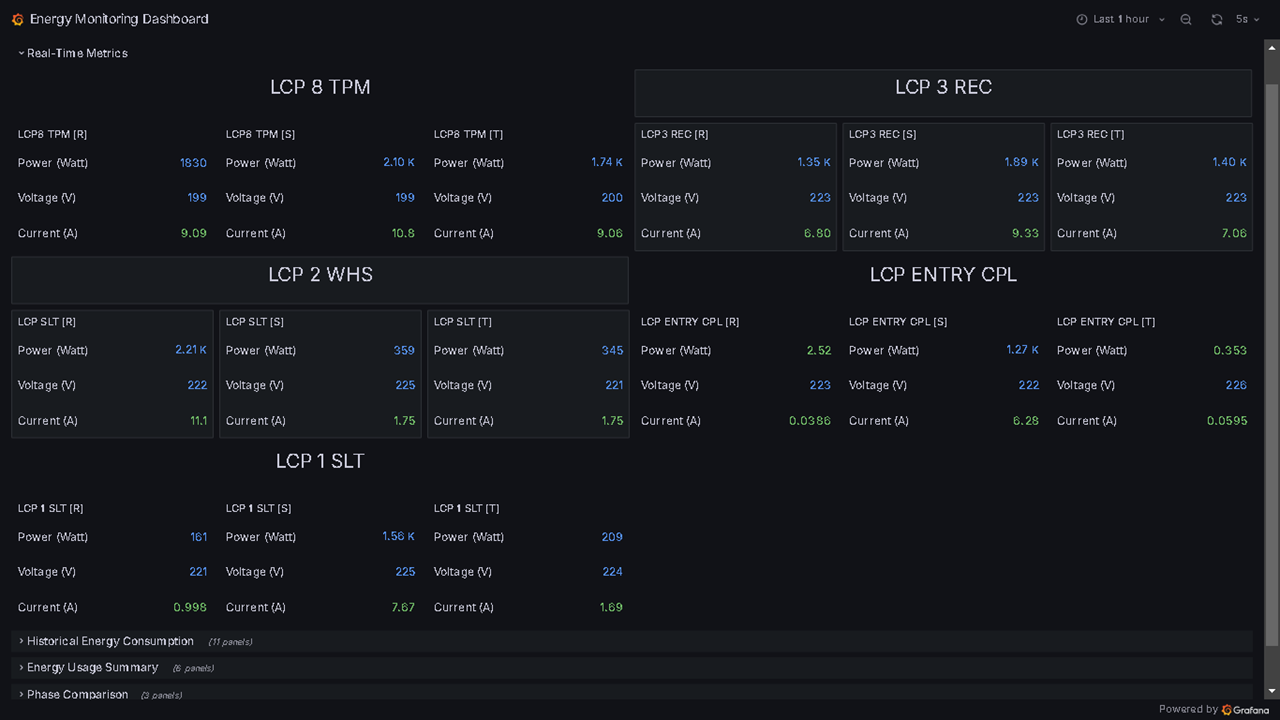 Energy Monitoring Dashboard
Last 1 hour
5s
Real-Time Metrics
LCP 8 TPM
LCP8 TPM [R]
Power (Watt) 1830
Voltage (V) 199
Current (A) 9.09
LCP8 TPM [S]
Power (Watt) 2.10 K
Voltage (V) 199
Current (A) 10.8
LCP8 TPM [T]
Power (Watt) 1.74 K
Voltage (V) 200
Current (A) 9.06
LCP 3 REC
LCP3 REC [R]
Power (Watt) 1.35 K
Voltage (V) 223
Current (A) 6.80
LCP3 REC [S]
Power (Watt) 1.89 K
Voltage (V) 223
Current (A) 9.33
LCP3 REC [T]
Power (Watt) 1.40 K
Voltage (V) 223
Current (A) 7.06
LCP 2 WHS
LCP SLT [R]
Power (Watt) 2.21 K
Voltage (V) 222
Current (A) 11.1
LCP SLT [S]
Power (Watt) 359
Voltage (V) 225
Current (A) 1.75
LCP SLT [T]
Power (Watt) 345
Voltage (V) 221
Current (A) 1.75
LCP ENTRY CPL
LCP ENTRY CPL [R]
Power (Watt) 2.52
Voltage (V) 223
Current (A) 0.0386
LCP ENTRY CPL [S]
Power (Watt) 1.27 K
Voltage (V) 222
Current (A) 6.28
LCP ENTRY CPL [T]
Power (Watt) 0.353
Voltage (V) 226
Current (A) 0.0595
LCP 1 SLT
LCP 1 SLT [R]
Power (Watt) 161
Voltage (V) 221
Current (A) 0.998
LCP 1 SLT [S]
Power (Watt) 1.56 K
Voltage (V) 225
Current (A) 7.67
LCP 1 SLT [T]
Power (Watt) 209
Voltage (V) 224
Current (A) 1.69
Historical Energy Consumption (11 panels)
Energy Usage Summary (6 panels)
Phase Comparison (3 panels)
Powered by Grafana